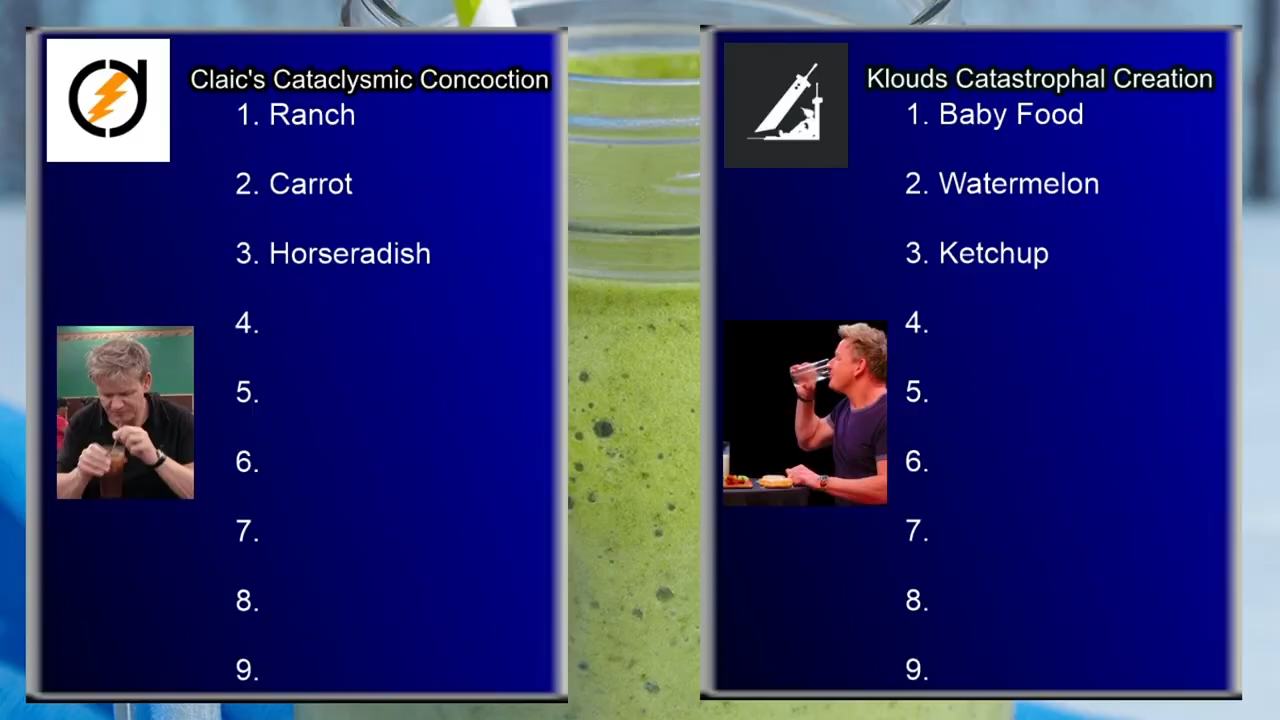 Claic's Cataclysmic Concoction
1. Ranch
2. Carrot
3. Horseradish
4.
5.
6.
7.
8.
9.
Klouds Catastrophal Creation
1. Baby Food
2. Watermelon
3. Ketchup
4.
5.
6.
7.
8.
9.